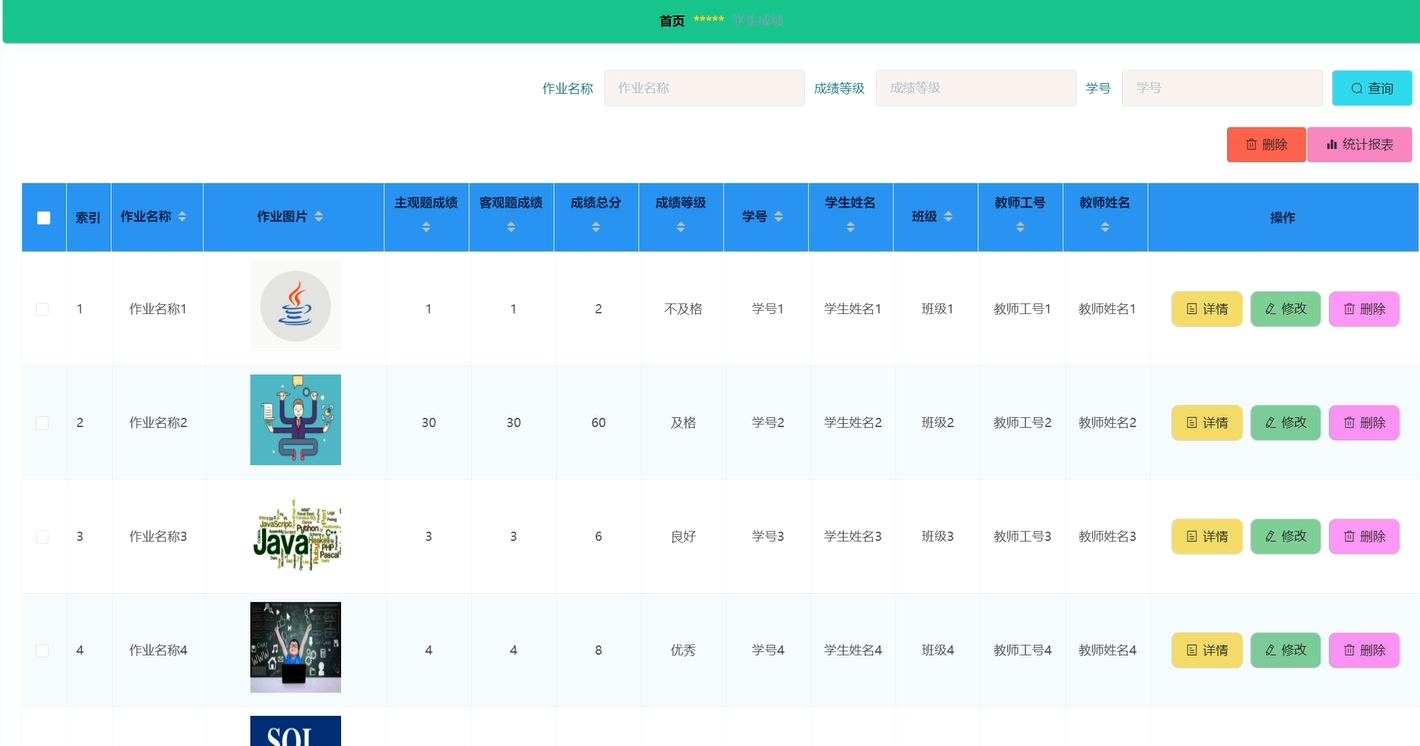 首页 ***** 学生成绩
作业名称 作业名称 成绩等级 成绩等级 学号 学号 查询
删除 统计报表
索引 作业名称 作业图片 主观题成绩 客观题成绩 成绩总分 成绩等级 学号 学生姓名 班级 教师工号 教师姓名 操作
1 作业名称1 1 1 2 不及格 学号1 学生姓名1 班级1 教师工号1 教师姓名1 详情 修改 删除
2 作业名称2 30 30 60 及格 学号2 学生姓名2 班级2 教师工号2 教师姓名2 详情 修改 删除
3 作业名称3 3 3 6 良好 学号3 学生姓名3 班级3 教师工号3 教师姓名3 详情 修改 删除
JavaScript
Python
Java
C++
Haskell
PHP
Ruby
Pascal
4 作业名称4 4 4 8 优秀 学号4 学生姓名4 班级4 教师工号4 教师姓名4 详情 修改 删除
WWW
SQL